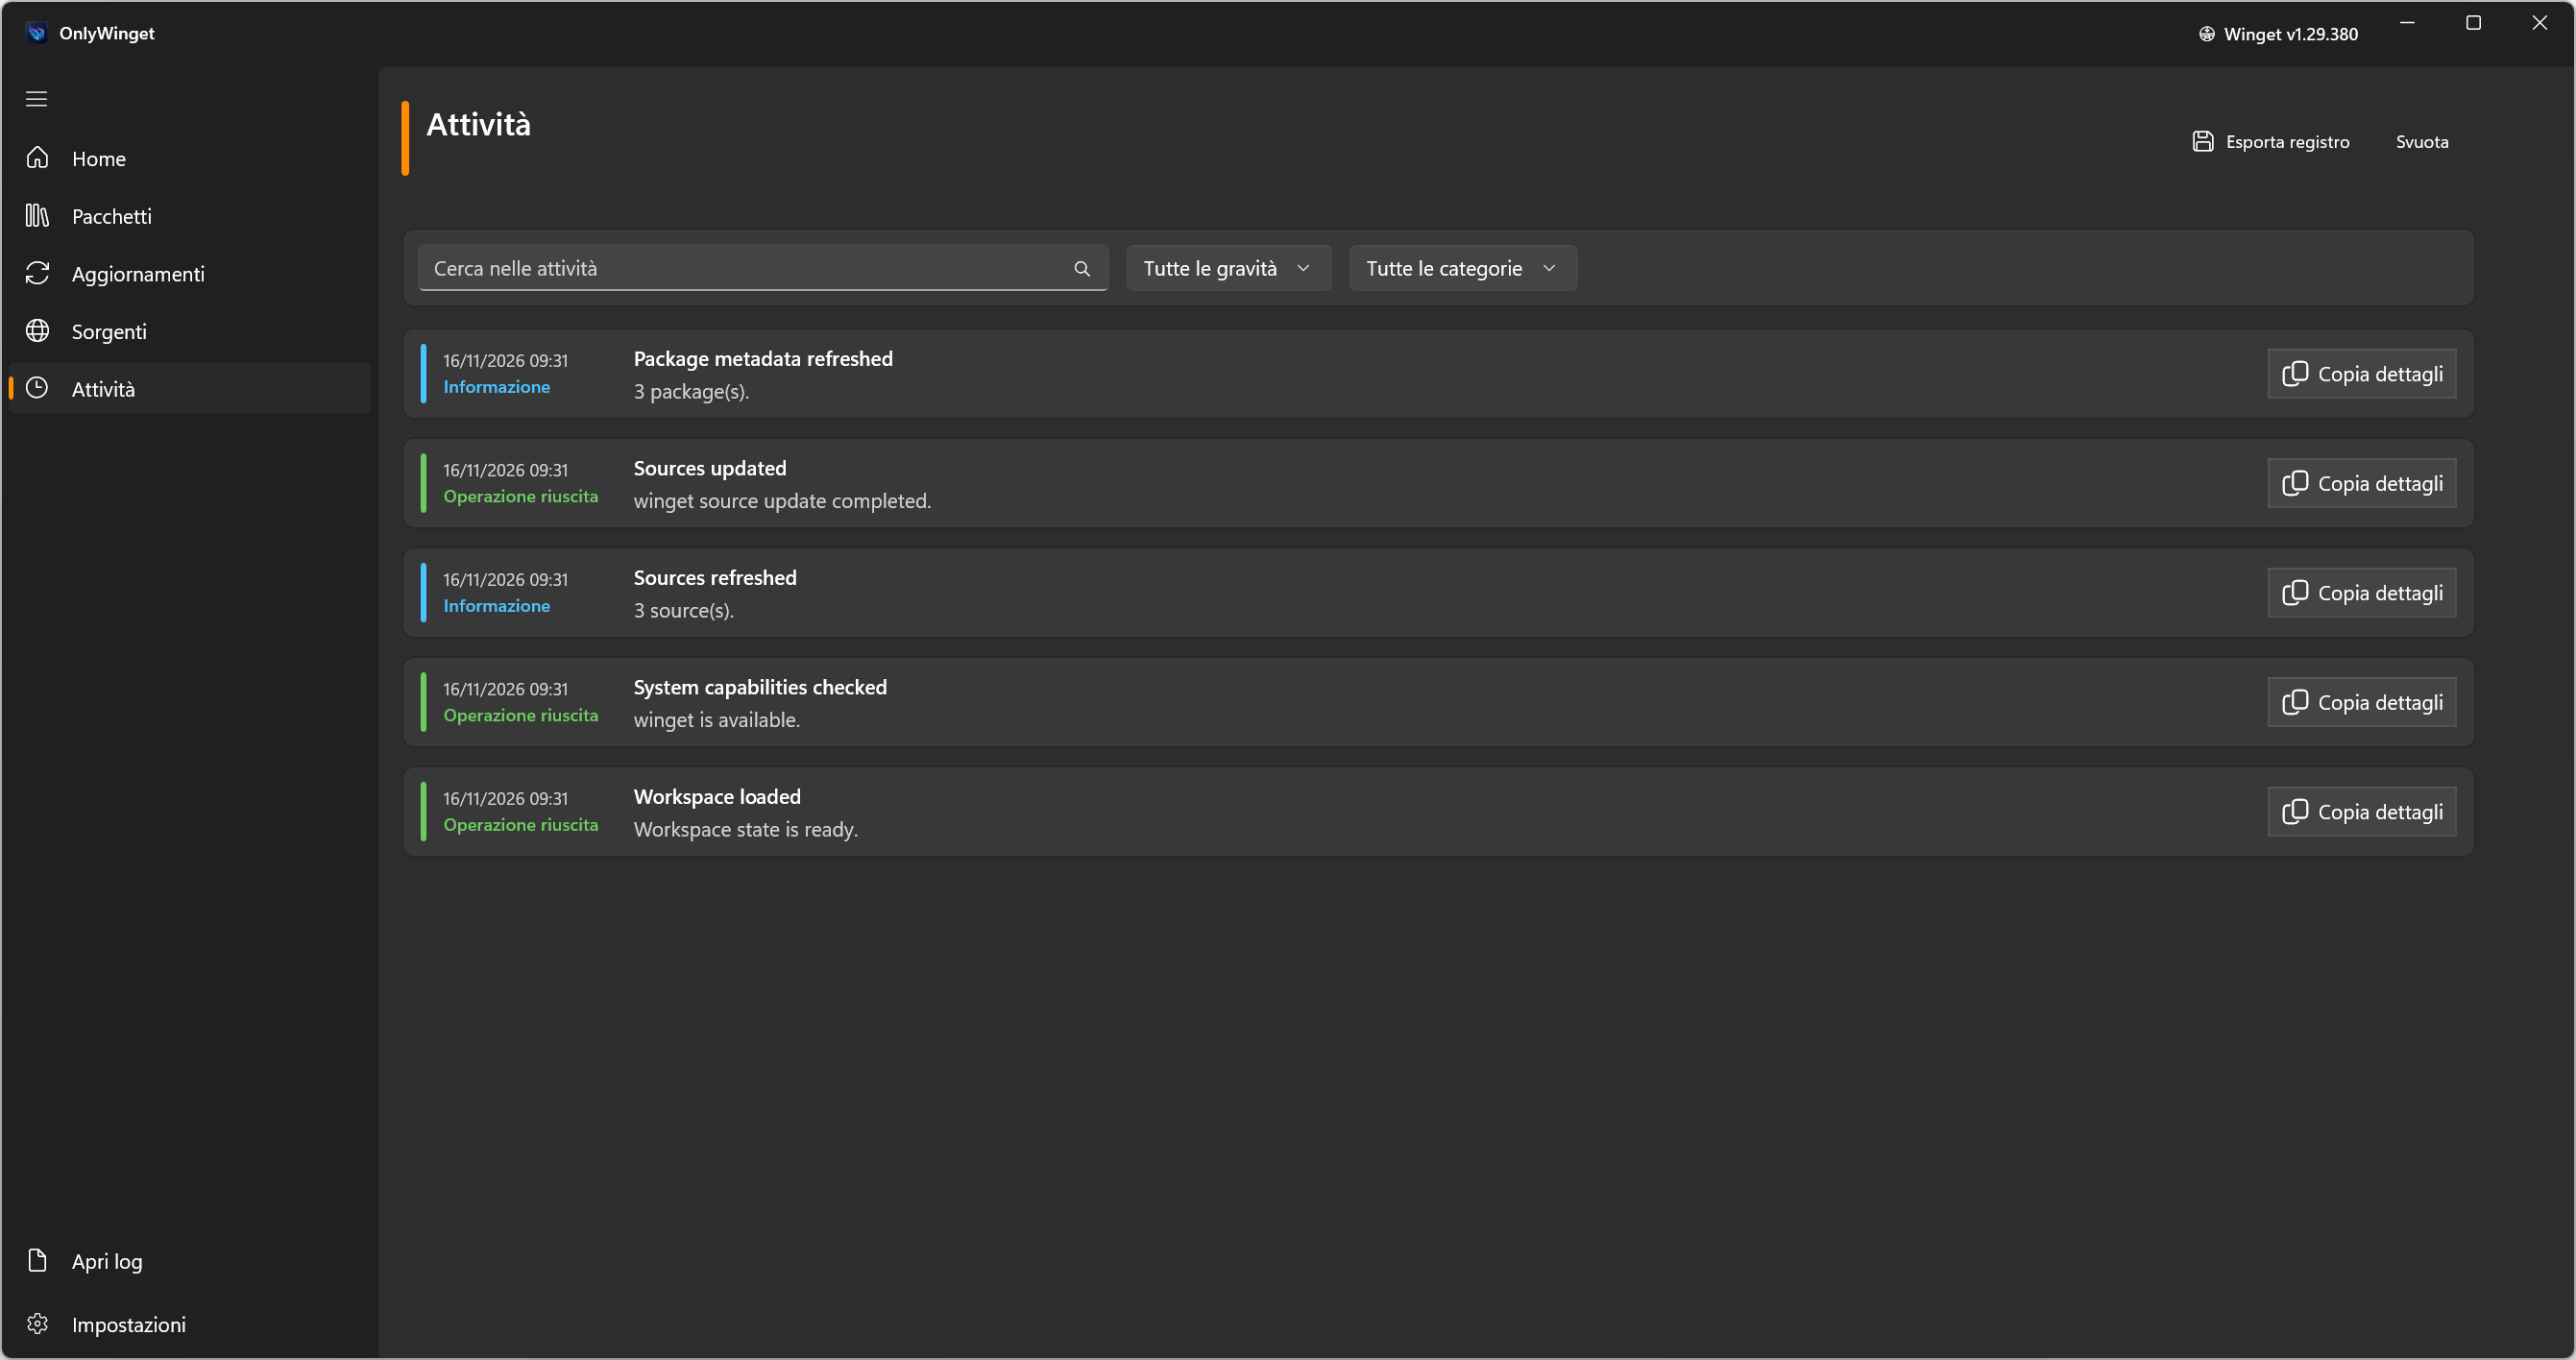 OnlyWinget
Winget v1.29.380
Home
Pacchetti
Aggiornamenti
Sorgenti
Attività
Apri log
Impostazioni
Attività
Esporta registro
Svuota
Cerca nelle attività
Tutte le gravità
Tutte le categorie
16/11/2026 09:31
Informazione
Package metadata refreshed
3 package(s).
Copia dettagli
16/11/2026 09:31
Operazione riuscita
Sources updated
winget source update completed.
Copia dettagli
16/11/2026 09:31
Informazione
Sources refreshed
3 source(s).
Copia dettagli
16/11/2026 09:31
Operazione riuscita
System capabilities checked
winget is available.
Copia dettagli
16/11/2026 09:31
Operazione riuscita
Workspace loaded
Workspace state is ready.
Copia dettagli